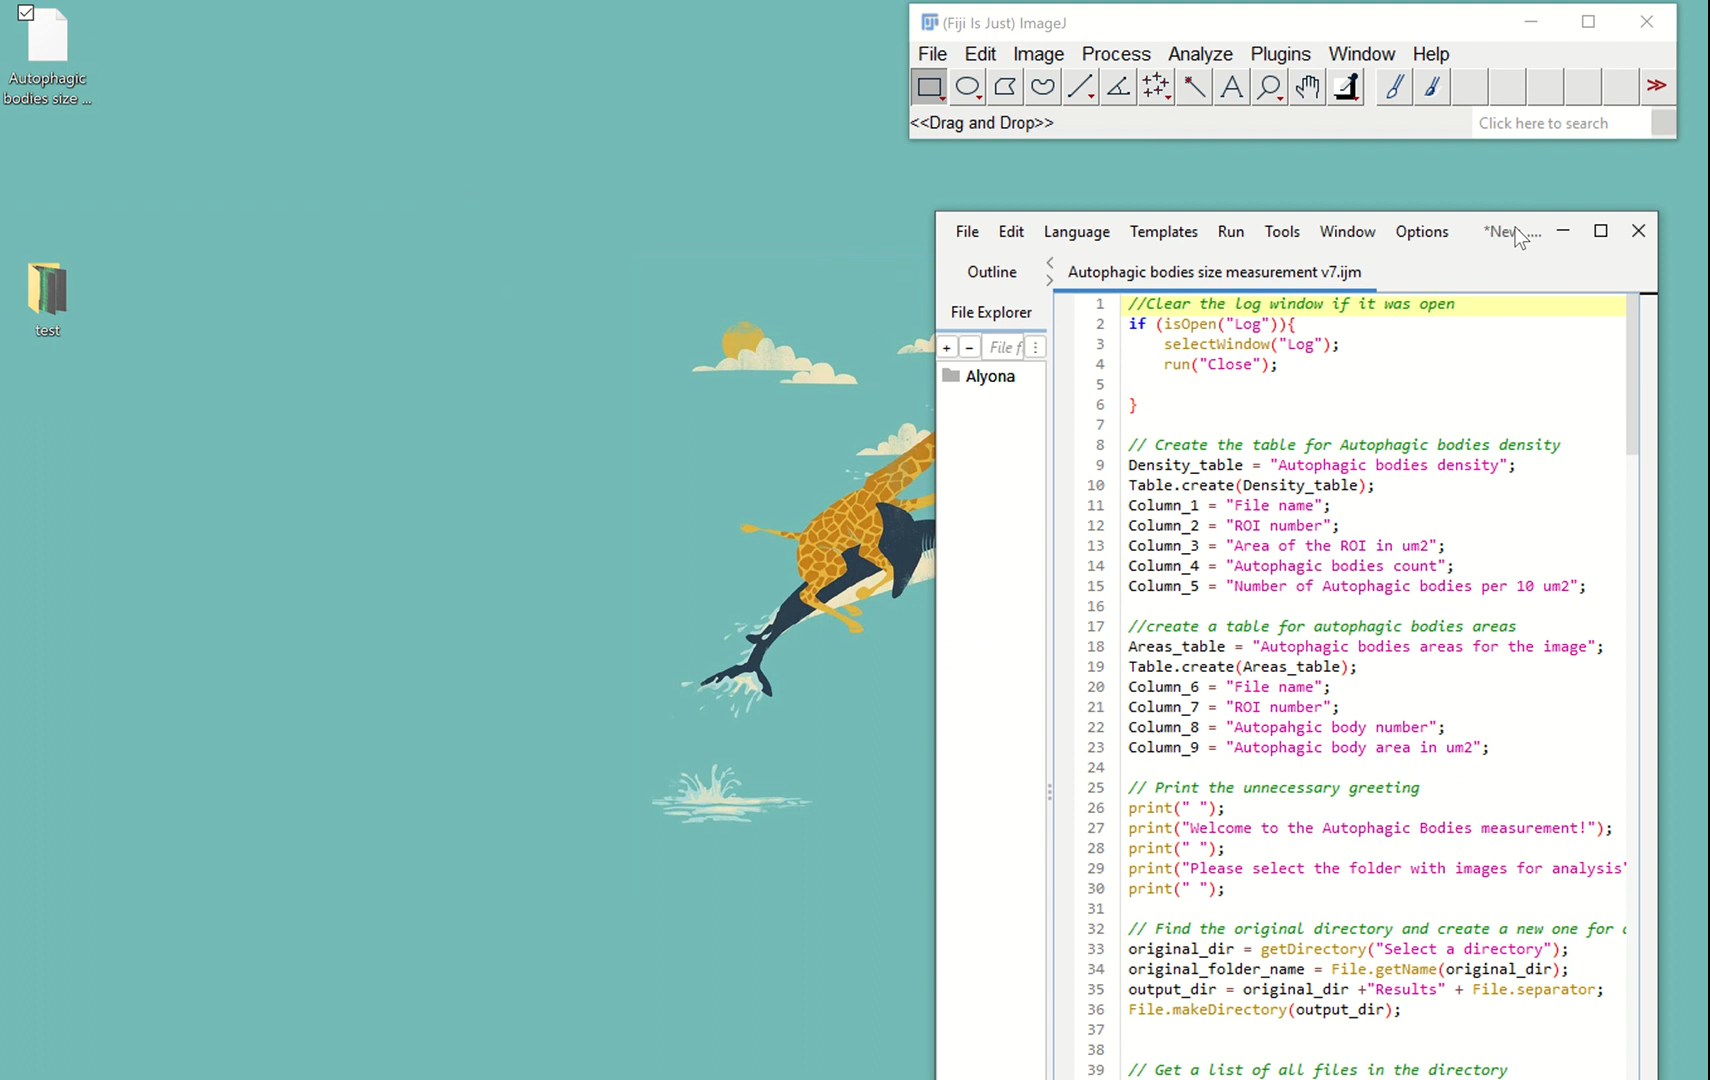 Autophagic
bodies size ...
test
(Fiji Is Just) ImageJ
File Edit Image Process Analyze Plugins Window Help
<<Drag and Drop>>
Click here to search
File Edit Language Templates Run Tools Window Options *New ....
Outline
Autophagic bodies size measurement v7.ijm
File Explorer
+ - File f
Alyona
1 //Clear the log window if it was open
2 if (isOpen("Log")){
3 selectWindow("Log");
4 run("Close");
5
6 }
7
8 // Create the table for Autophagic bodies density
9 Density_table = "Autophagic bodies density";
10 Table.create(Density_table);
11 Column_1 = "File name";
12 Column_2 = "ROI number";
13 Column_3 = "Area of the ROI in um2";
14 Column_4 = "Autophagic bodies count";
15 Column_5 = "Number of Autophagic bodies per 10 um2";
16
17 //create a table for autophagic bodies areas
18 Areas_table = "Autophagic bodies areas for the image";
19 Table.create(Areas_table);
20 Column_6 = "File name";
21 Column_7 = "ROI number";
22 Column_8 = "Autopahgic body number";
23 Column_9 = "Autophagic body area in um2";
24
25 // Print the unnecessary greeting
26 print(" ");
27 print("Welcome to the Autophagic Bodies measurement!");
28 print(" ");
29 print("Please select the folder with images for analysis"
30 print(" ");
31
32 // Find the original directory and create a new one for
33 original_dir = getDirectory("Select a directory");
34 original_folder_name = File.getName(original_dir);
35 output_dir = original_dir +"Results" + File.separator;
36 File.makeDirectory(output_dir);
37
38
39 // Get a list of all files in the directory